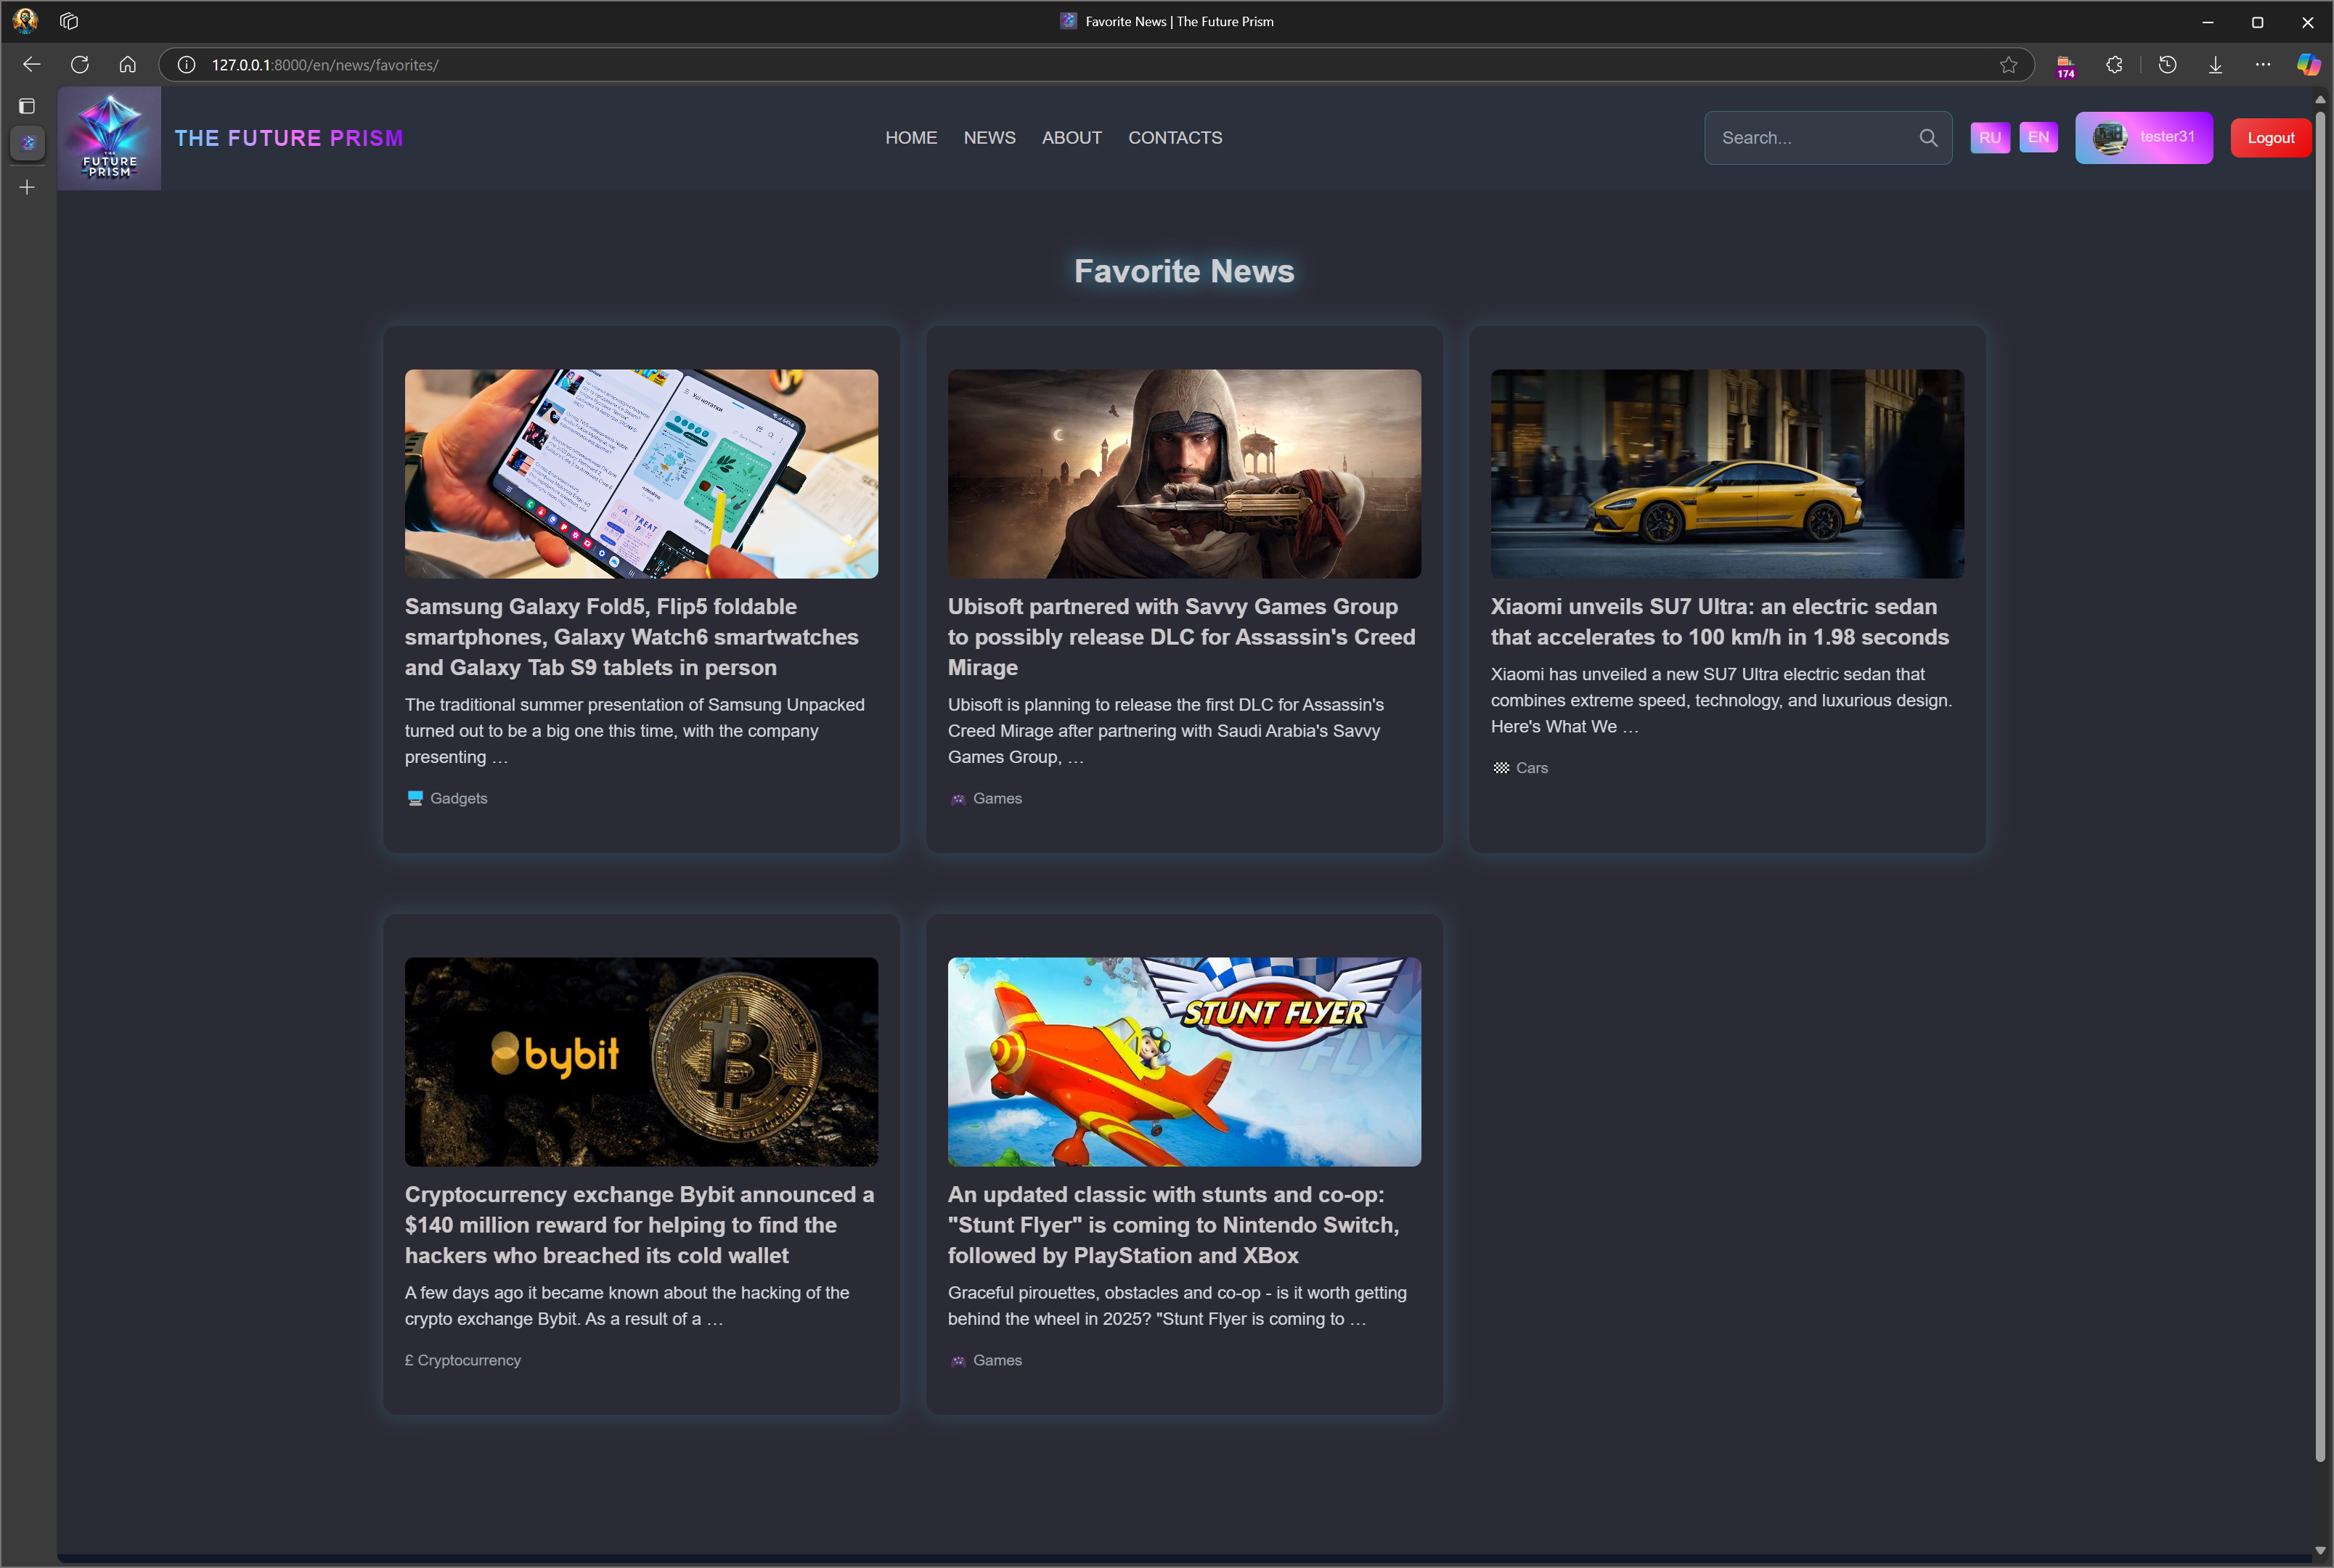 Favorite News | The Future Prism
127.0.0.1:8000/en/news/favorites/
174
THE
FUTURE
PRISM
THE FUTURE PRISM
HOME NEWS ABOUT CONTACTS
Search...
RU EN
tester31
Logout
Favorite News
Усі нотатки
Samsung Galaxy Fold5, Flip5 foldable
smartphones, Galaxy Watch6 smartwatches
and Galaxy Tab S9 tablets in person
The traditional summer presentation of Samsung Unpacked
turned out to be a big one this time, with the company
presenting …
Gadgets
Ubisoft partnered with Savvy Games Group
to possibly release DLC for Assassin's Creed
Mirage
Ubisoft is planning to release the first DLC for Assassin's
Creed Mirage after partnering with Saudi Arabia's Savvy
Games Group, …
Games
Xiaomi unveils SU7 Ultra: an electric sedan
that accelerates to 100 km/h in 1.98 seconds
Xiaomi has unveiled a new SU7 Ultra electric sedan that
combines extreme speed, technology, and luxurious design.
Here's What We …
Cars
bybit
Cryptocurrency exchange Bybit announced a
$140 million reward for helping to find the
hackers who breached its cold wallet
A few days ago it became known about the hacking of the
crypto exchange Bybit. As a result of a …
£ Cryptocurrency
STUNT FLYER
An updated classic with stunts and co-op:
"Stunt Flyer" is coming to Nintendo Switch,
followed by PlayStation and XBox
Graceful pirouettes, obstacles and co-op - is it worth getting
behind the wheel in 2025? "Stunt Flyer is coming to …
Games